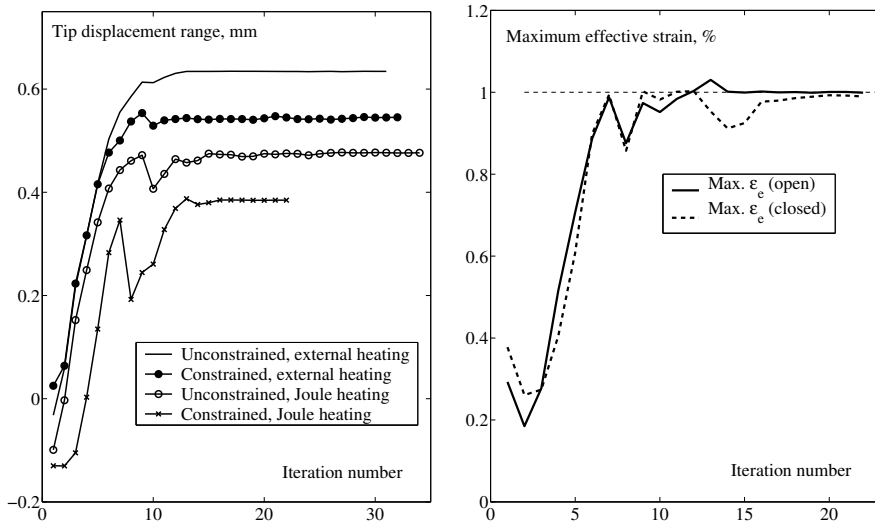 Tip displacement range, mm
0.6
0.4
0.2
0
−0.2
Unconstrained, external heating
Constrained, external heating
Unconstrained, Joule heating
Constrained, Joule heating
Iteration number
0 10 20 30
Maximum effective strain, %
1.2
1
0.8
0.6
0.4
0.2
0
Max. ε_e (open)
Max. ε_e (closed)
Iteration number
0 5 10 15 20